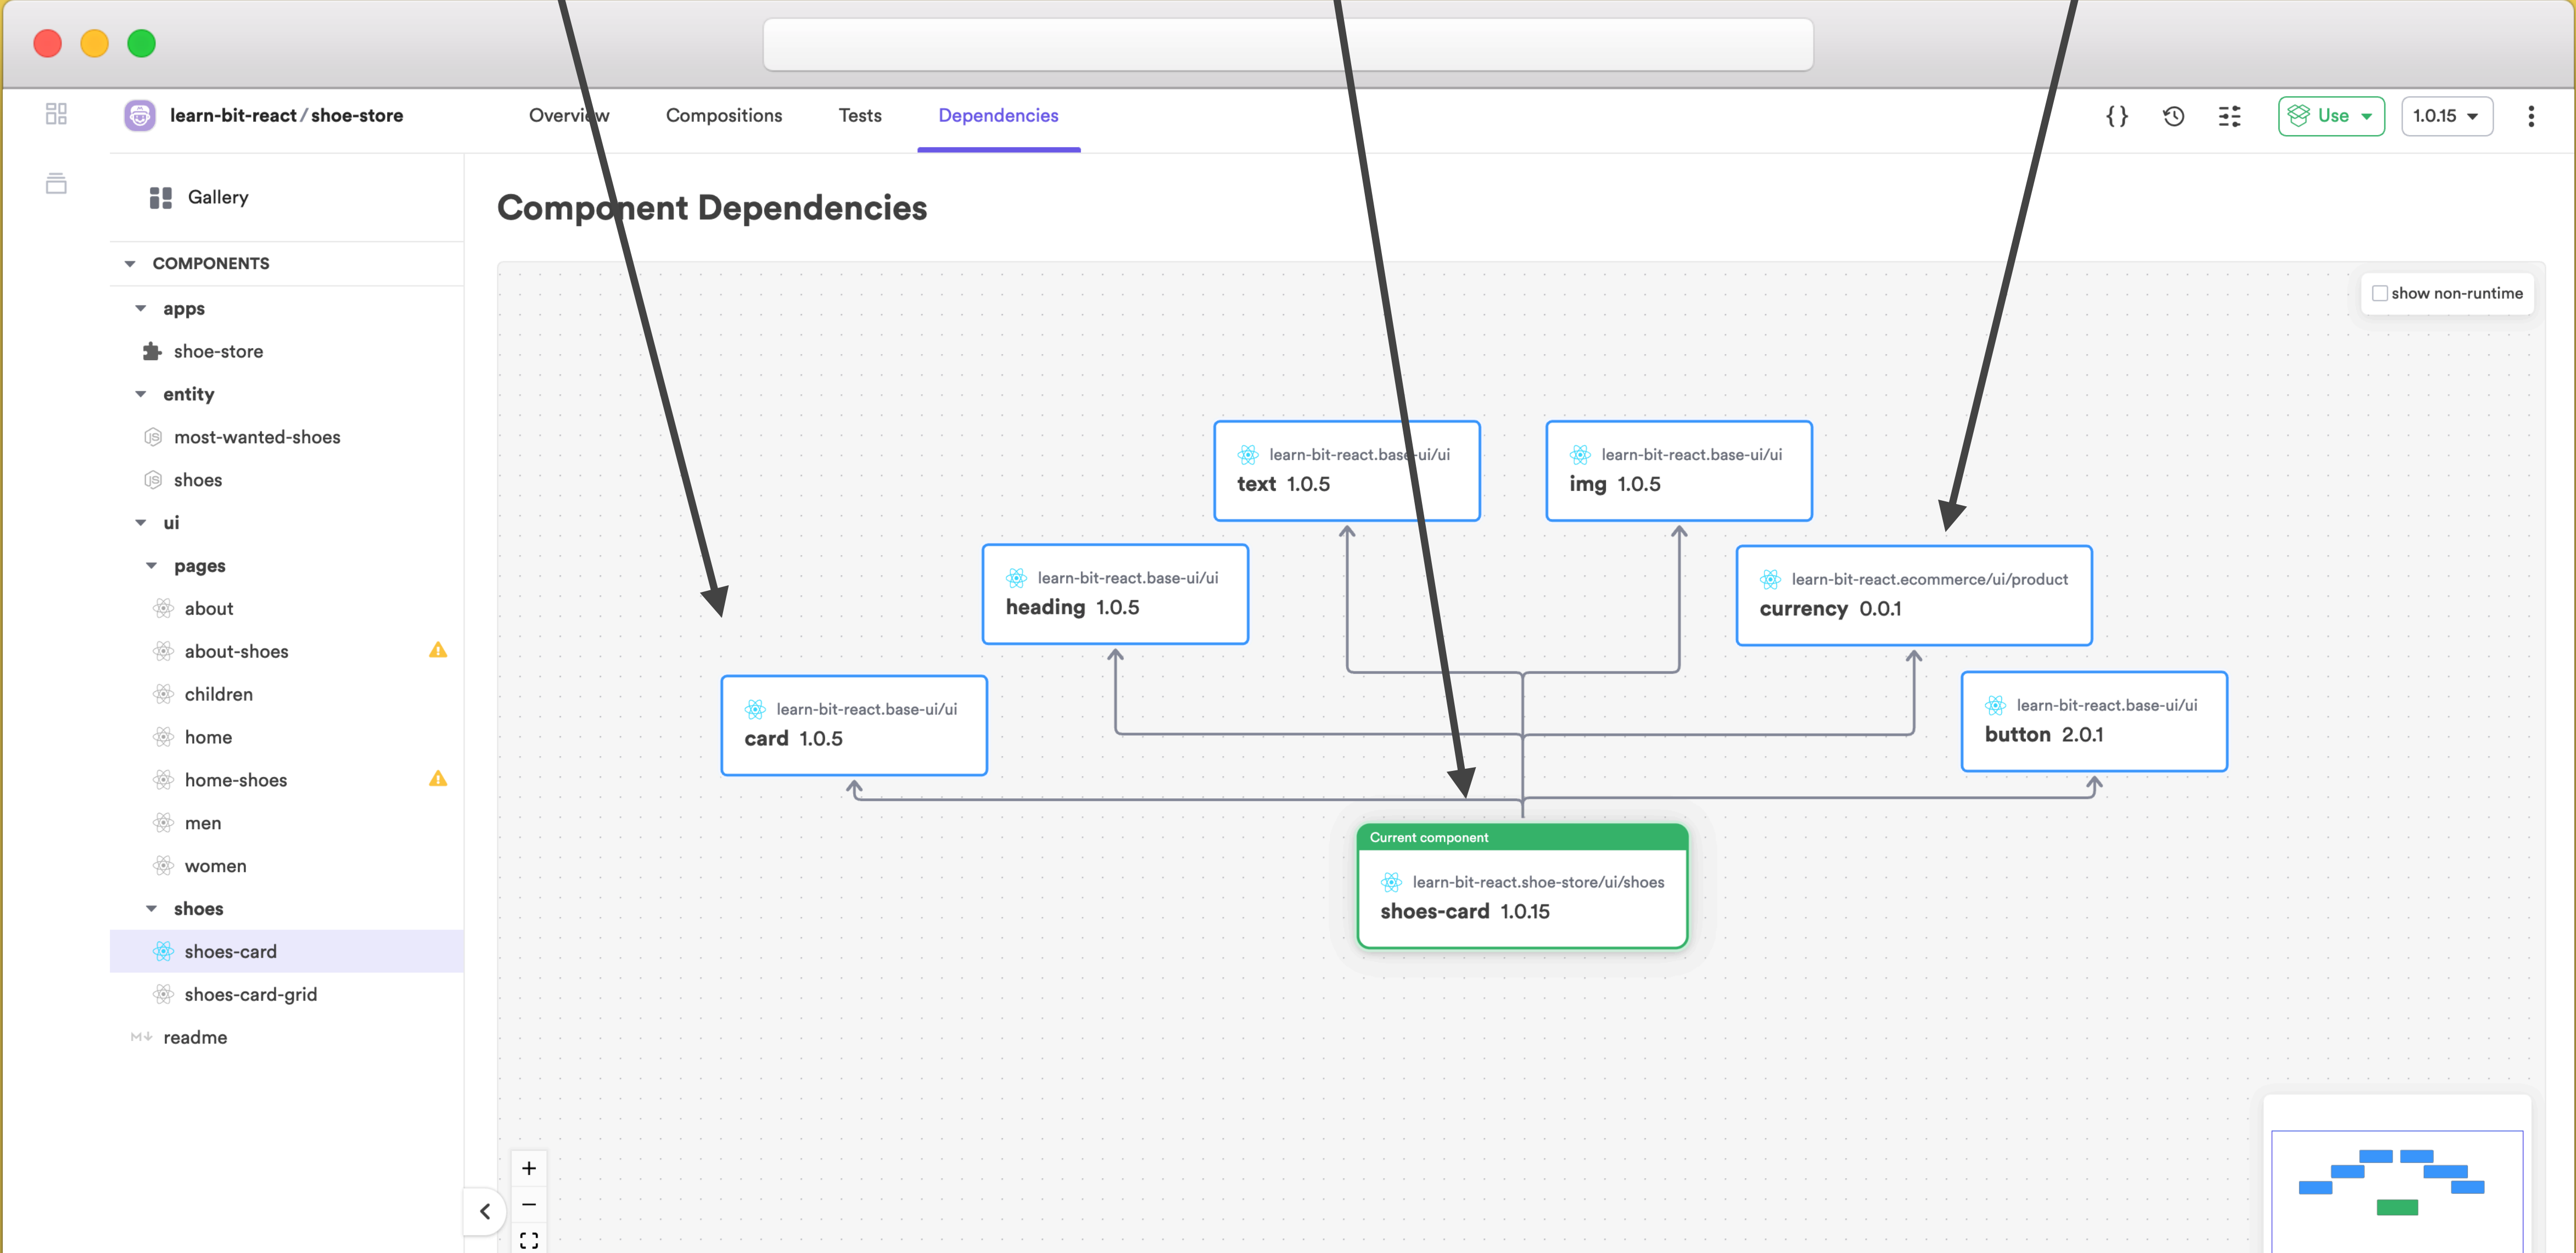 learn-bit-react / shoe-store
Overview
Compositions
Tests
Dependencies
{}
Use
1.0.15
Gallery
COMPONENTS
apps
shoe-store
entity
most-wanted-shoes
shoes
ui
pages
about
about-shoes
children
home
home-shoes
men
women
shoes
shoes-card
shoes-card-grid
readme
Component Dependencies
show non-runtime
learn-bit-react.base-ui/ui
text 1.0.5
learn-bit-react.base-ui/ui
img 1.0.5
learn-bit-react.base-ui/ui
heading 1.0.5
learn-bit-react.ecommerce/ui/product
currency 0.0.1
learn-bit-react.base-ui/ui
card 1.0.5
learn-bit-react.base-ui/ui
button 2.0.1
Current component
learn-bit-react.shoe-store/ui/shoes
shoes-card 1.0.15